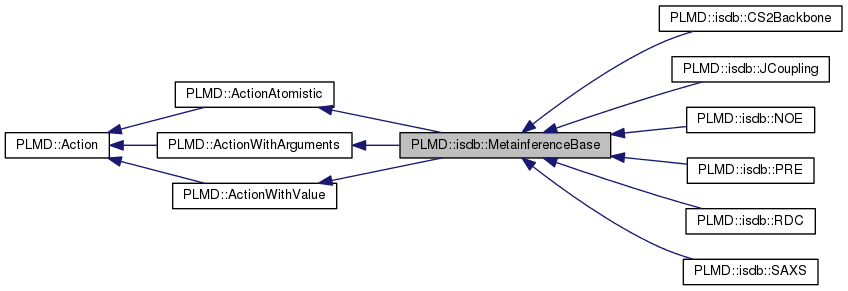 PLMD::isdb::CS2Backbone
PLMD::isdb::JCoupling
PLMD::ActionAtomistic
PLMD::isdb::NOE
PLMD::Action
PLMD::ActionWithArguments
PLMD::isdb::MetainferenceBase
PLMD::isdb::PRE
PLMD::ActionWithValue
PLMD::isdb::RDC
PLMD::isdb::SAXS